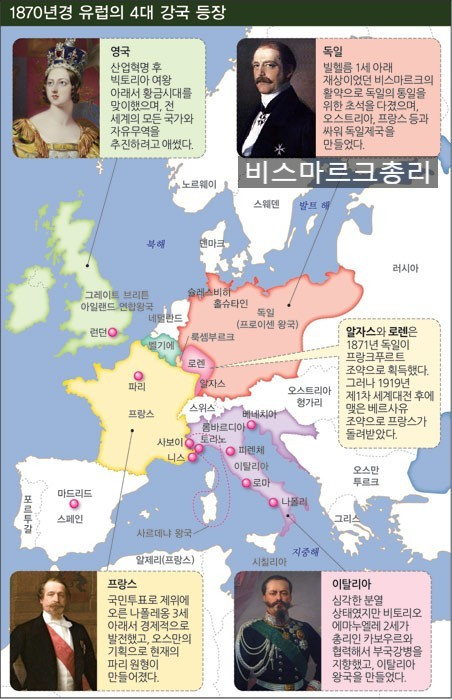 1870년경 유럽의 4대 강국 등장
영국
산업혁명 후
빅토리아 여왕
아래서 황금시대를
맞이했으며, 전
세계의 모든 국가와
자유무역을
추진하려고 애썼다.
독일
빌헬름 1세 아래
재상이었던 비스마르크의
활약으로 독일의 통일을
위한 초석을 다졌으며,
오스트리아, 프랑스 등과
싸워 독일제국을
만들었다.
비스마르크총리
노르웨이
스웨덴
발트 해
북해
덴마크
러시아
슐레스비히
홀슈타인
그레이트 브리튼
아일랜드 연합왕국
네덜란드
독일
(프로이센 왕국)
런던
벨기에
룩셈부르크
로렌
알자스
파리
프랑스
알자스와 로렌은
1871년 독일이
프랑크푸르트
조약으로 획득했다.
그러나 1919년
제1차 세계대전 후에
맺은 베르사유
조약으로 프랑스가
돌려받았다.
스위스
오스트리아
헝가리
베네치아
롬바르디아
사보이
토리노
니스
피렌체
이탈리아
로마
나폴리
오스만
투르크
포르투갈
마드리드
스페인
사르데냐 왕국
그리스
지중해
알제리(프랑스)
시칠리아
프랑스
국민투표로 제위에
오른 나폴레옹 3세
아래서 경제적으로
발전했고, 오스만의
기획으로 현재의
파리 원형이
만들어졌다.
이탈리아
심각한 분열
상태였지만 비토리오
에마누엘레 2세가
총리인 카보우르와
협력해서 부국강병을
지향했고, 이탈리아
왕국을 만들었다.